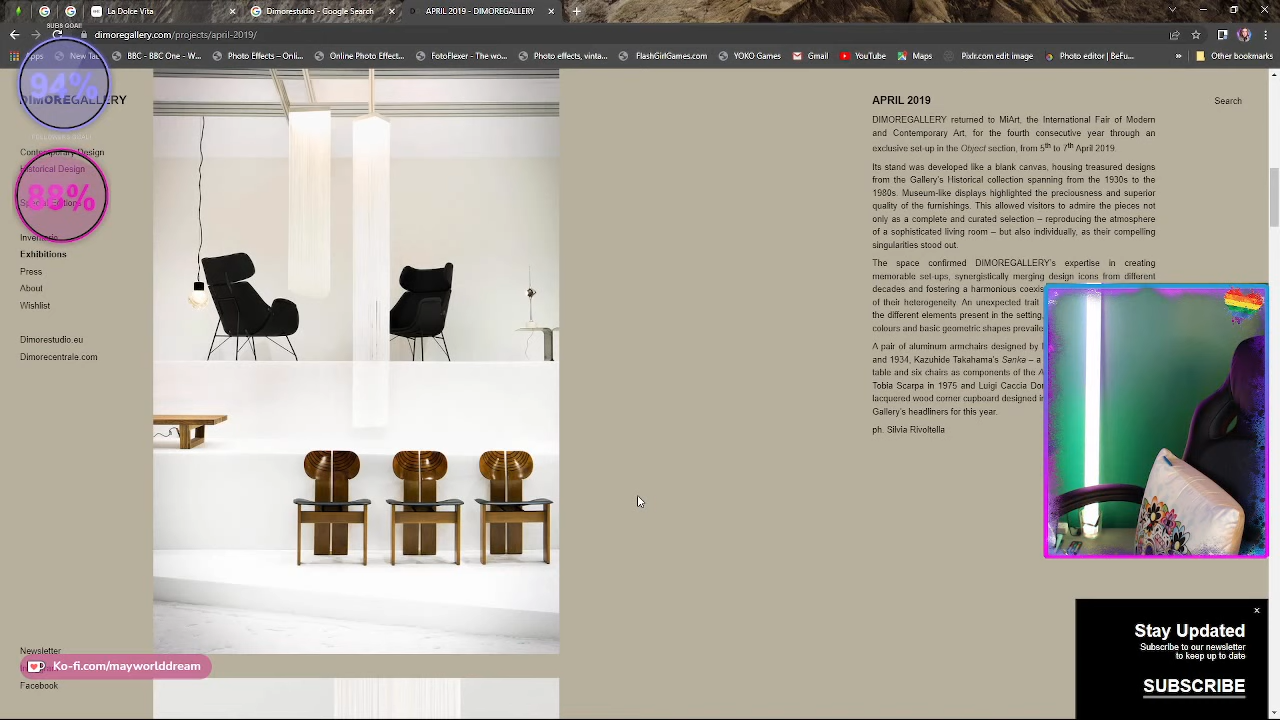 La Dolce Vita
Dimorestudio - Google Search
APRIL 2019 - DIMOREGALLERY
dimoregallery.com/projects/april-2019/
Apps
New Tab
BBC - BBC One - W...
Photo Effects - Onl...
Online Photo Effect...
FotoPlexer - The On...
Photo effects, vinta...
FlashGirlGames.com
YOKO Games
Gmail
YouTube
Maps
Pixlr.com edit image
Photo editor | BeFu...
Other bookmarks
SUBS GOAL
94%
88%
DIMOREGALLERY
Contemporary Design
Historical Design
Special Editions
Inventario
Exhibitions
Press
About
Wishlist
Dimorestudio.eu
Dimorecentrale.com
Newsletter
Facebook
Ko-fi.com/mayworlddream
APRIL 2019
Search
DIMOREGALLERY returned to MiArt, the International Fair of Modern
and Contemporary Art, for the fourth consecutive year through an
exclusive set-up in the Object section, from 5th to 7th April 2019.
Its stand was developed like a blank canvas, housing treasured designs
from the Gallery's Historical collection spanning from the 1930s to the
1980s. Museum-like displays highlighted the preciousness and superior
quality of the furnishings. This allowed visitors to admire the pieces not
only as a complete and curated selection – reproducing the atmosphere
of a sophisticated living room – but also individually, as their compelling
singularities stood out.
The space confirmed DIMOREGALLERY's expertise in creating
memorable set-ups, synergistically merging design icons from different
decades and fostering a harmonious
of their heterogeneity. An unexpected trait
the different elements present in the setting,
colours and basic geometric shapes
A pair of aluminum armchairs designed by
and 1934, Kazuhide Takahama's Sanka – a
table and six chairs as components of the
Tobia Scarpa in 1975 and Luigi Caccia
lacquered wood corner cupboard designed
Gallery's headliners for this year.
ph. Silvia Rivoltella
Stay Updated
Subscribe to our newsletter
to keep up to date
SUBSCRIBE